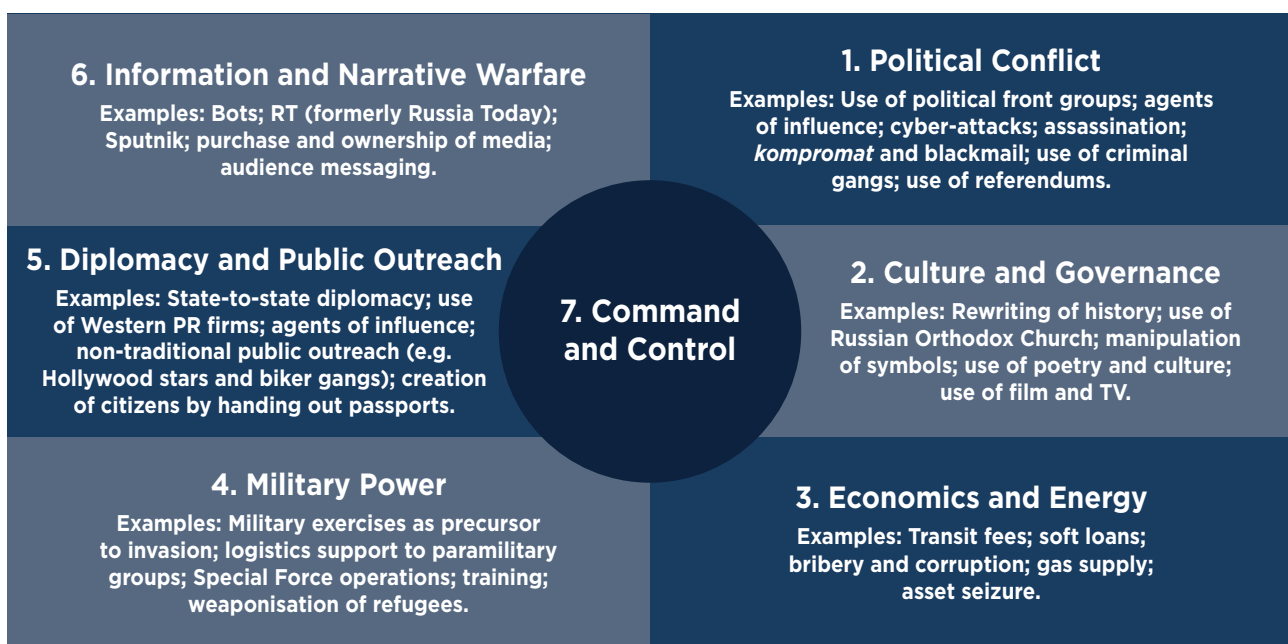 6. Information and Narrative Warfare
Examples: Bots; RT (formerly Russia Today);
Sputnik; purchase and ownership of media;
audience messaging.
1. Political Conflict
Examples: Use of political front groups; agents
of influence; cyber-attacks; assassination;
kompromat and blackmail; use of criminal
gangs; use of referendums.
5. Diplomacy and Public Outreach
Examples: State-to-state diplomacy; use
of Western PR firms; agents of influence;
non-traditional public outreach (e.g.
Hollywood stars and biker gangs); creation
of citizens by handing out passports.
7. Command
and Control
2. Culture and Governance
Examples: Rewriting of history; use of
Russian Orthodox Church; manipulation
of symbols; use of poetry and culture;
use of film and TV.
4. Military Power
Examples: Military exercises as precursor
to invasion; logistics support to paramilitary
groups; Special Force operations; training;
weaponisation of refugees.
3. Economics and Energy
Examples: Transit fees; soft loans;
bribery and corruption; gas supply;
asset seizure.